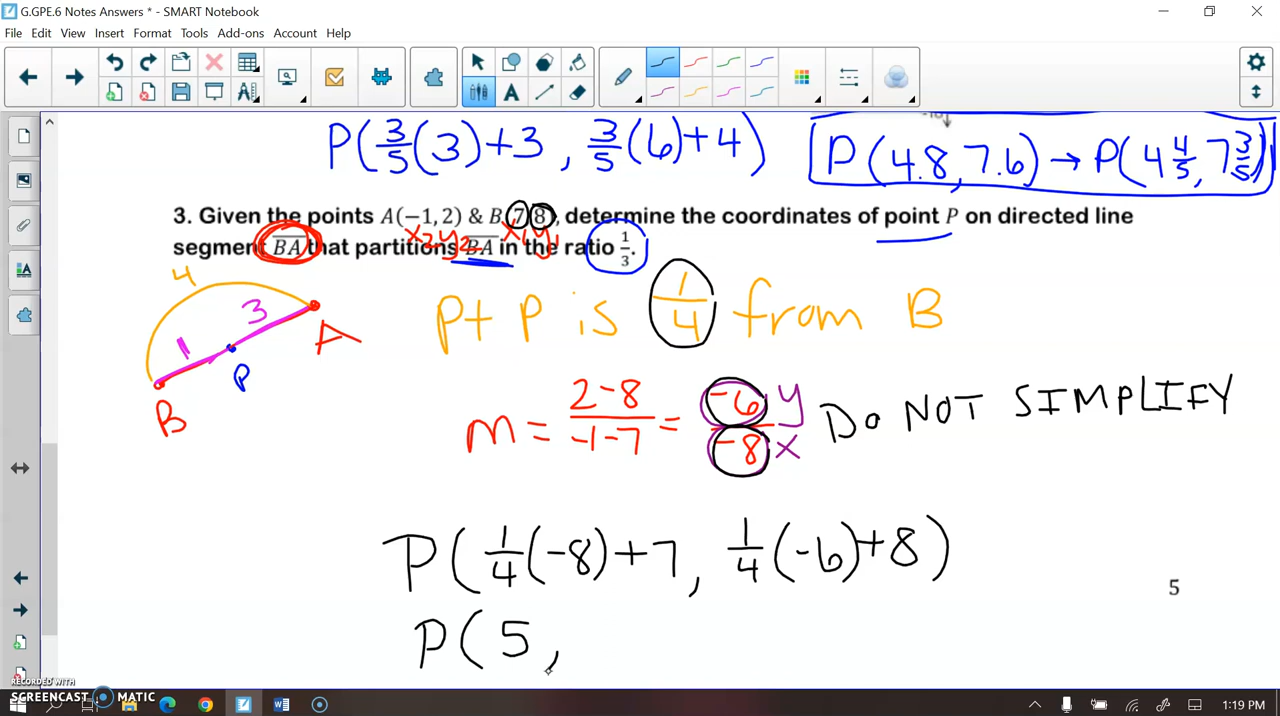 G.GPE.6 Notes Answers * - SMART Notebook
File Edit View Insert Format Tools Add-ons Account Help
P(3/5(3)+3, 3/5(6)+4) P(4.8, 7.6) → P(4 4/5, 7 3/5)
3. Given the points A(−1, 2) & B(7, 8), determine the coordinates of point P on directed line
x₂ y₂ x₁ y₁
segment BA that partitions BA in the ratio 1/3.
4
3
1
A
P
B
pt P is 1/4 from B
m = 2-8/-1-7 = -6/-8 y/x DO NOT SIMPLIFY
P(1/4(-8)+7, 1/4(-6)+8)
5
P(5,
SCREENCAST MATIC
1:19 PM